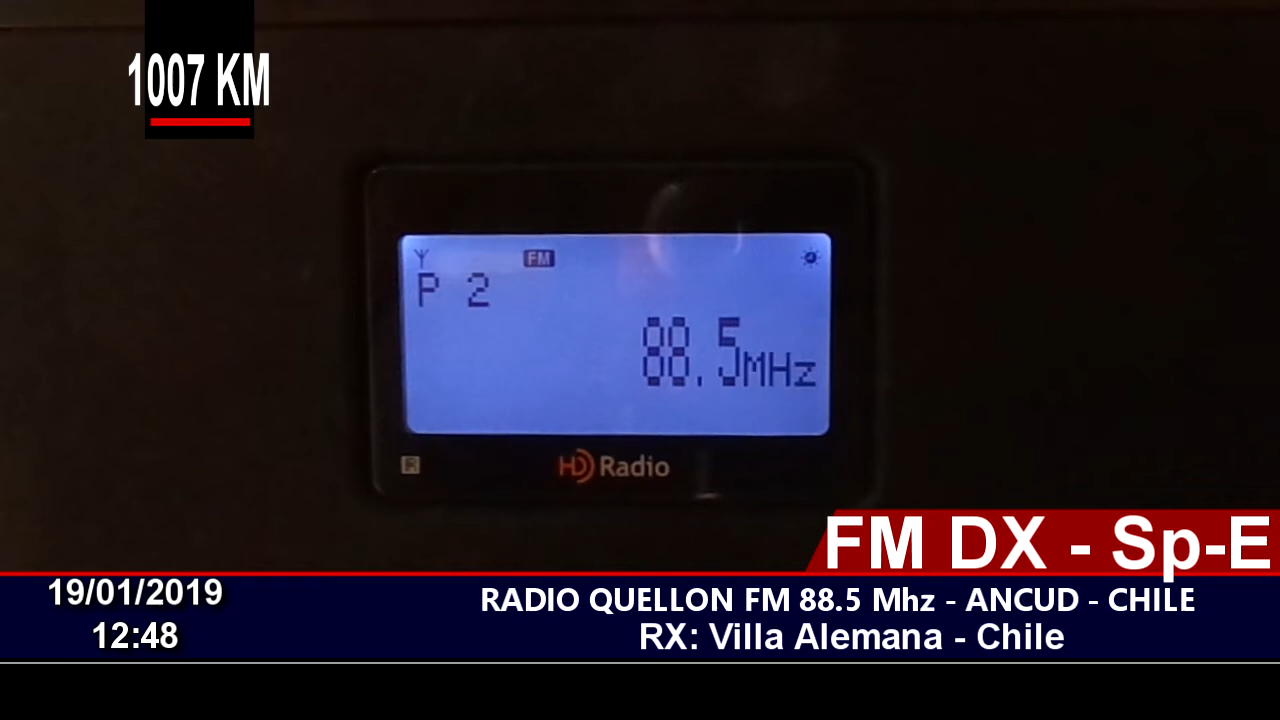 1007 KM
FM
P 2
88.5MHz
R
HD Radio
FM DX - Sp-E
19/01/2019
12:48
RADIO QUELLON FM 88.5 Mhz - ANCUD - CHILE
RX: Villa Alemana - Chile